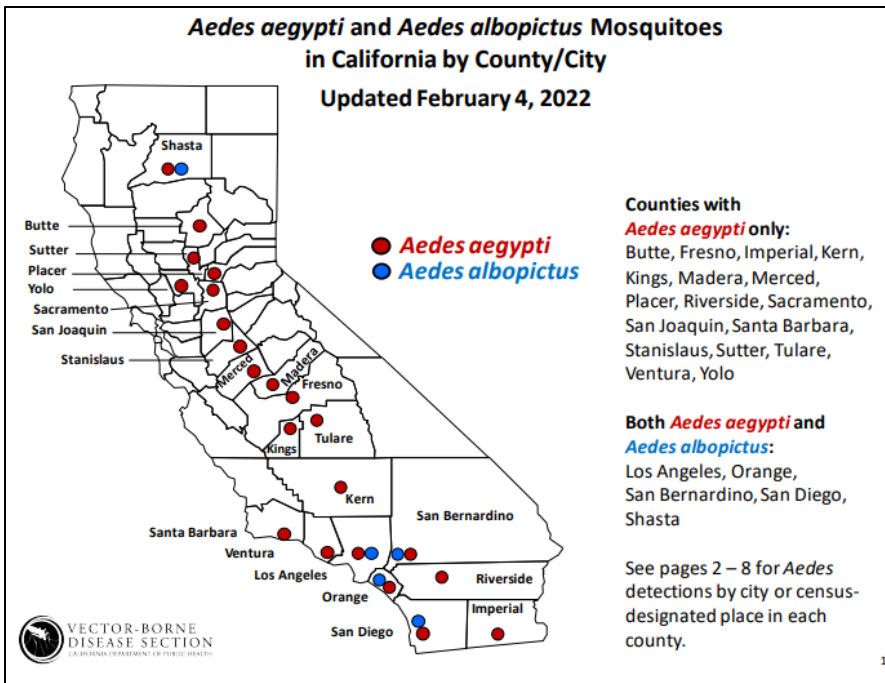 Aedes aegypti and Aedes albopictus Mosquitoes
in California by County/City
Updated February 4, 2022
Shasta
Butte
Sutter
Placer
Yolo
Sacramento
San Joaquin
Stanislaus
Merced
Madera
Fresno
Kings
Tulare
Kern
San Bernardino
Santa Barbara
Ventura
Los Angeles
Orange
Riverside
Imperial
San Diego
Aedes aegypti
Aedes albopictus
Counties with
Aedes aegypti only:
Butte, Fresno, Imperial, Kern,
Kings, Madera, Merced,
Placer, Riverside, Sacramento,
San Joaquin, Santa Barbara,
Stanislaus, Sutter, Tulare,
Ventura, Yolo
Both Aedes aegypti and
Aedes albopictus:
Los Angeles, Orange,
San Bernardino, San Diego,
Shasta
See pages 2 – 8 for Aedes
detections by city or census-
designated place in each
county.
VECTOR-BORNE
DISEASE SECTION
CALIFORNIA DEPARTMENT OF PUBLIC HEALTH
1